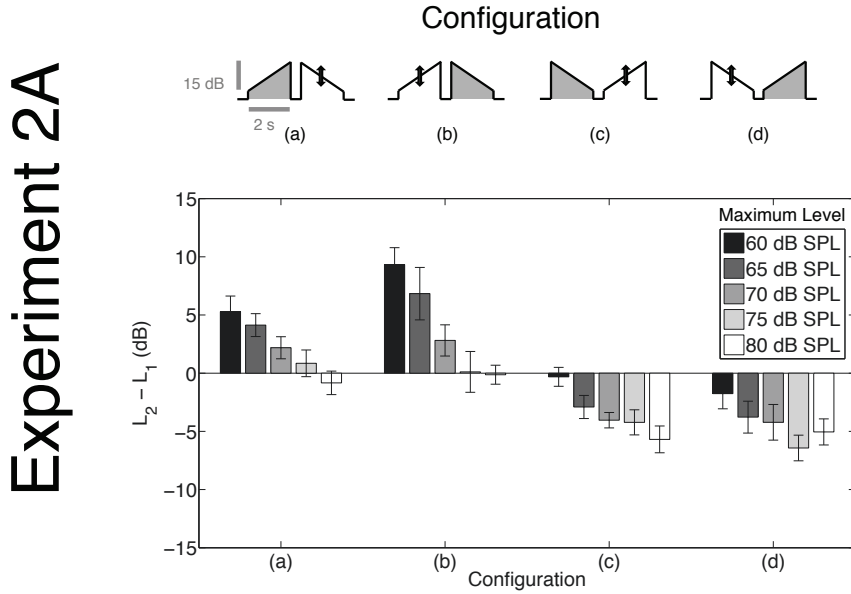 Configuration
Experiment 2A
15 dB
2 s
(a)
(b)
(c)
(d)
Maximum Level
60 dB SPL
65 dB SPL
70 dB SPL
75 dB SPL
80 dB SPL
L2 − L1 (dB)
15
10
5
0
−5
−10
−15
(a)
(b)
(c)
(d)
Configuration